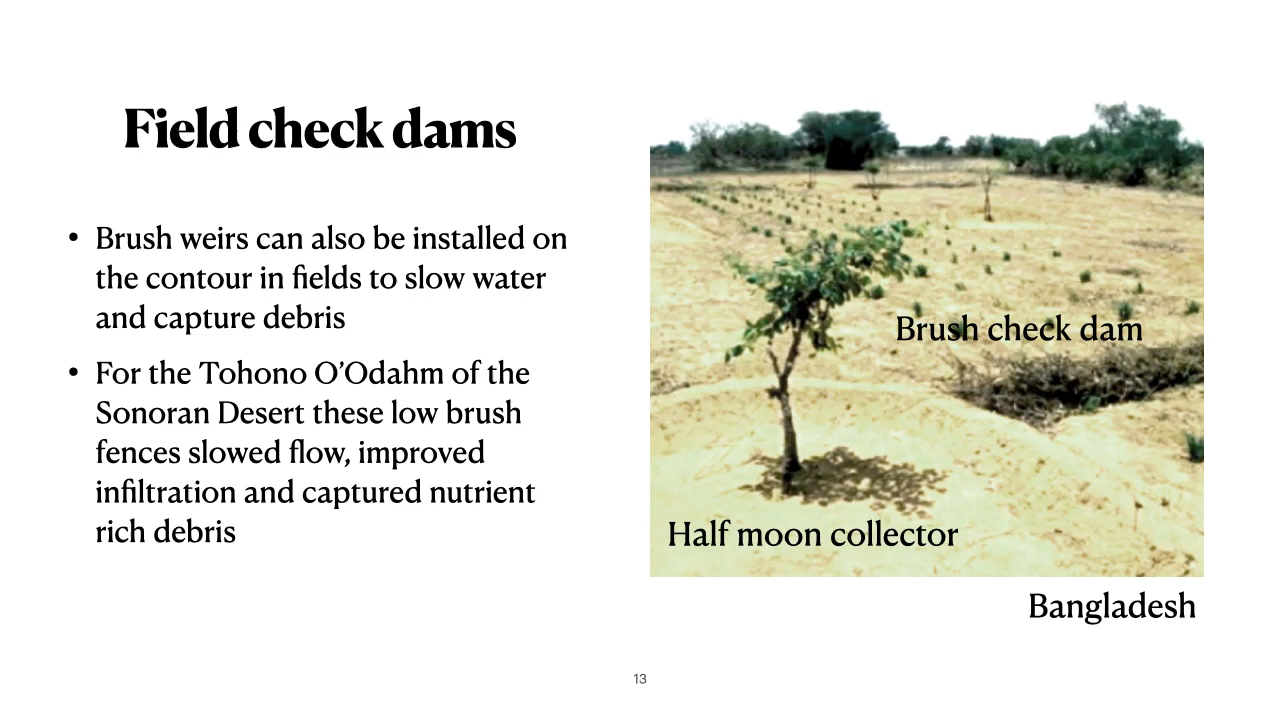 Field check dams
• Brush weirs can also be installed on
the contour in fields to slow water
and capture debris
• For the Tohono O’Odahm of the
Sonoran Desert these low brush
fences slowed flow, improved
infiltration and captured nutrient
rich debris
Brush check dam
Half moon collector
Bangladesh
13